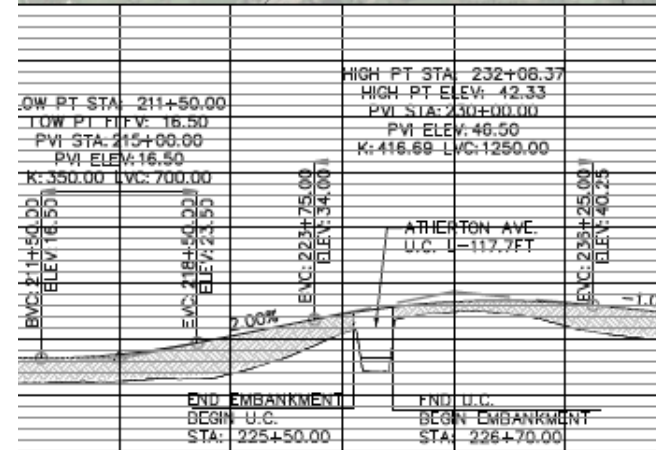 OW PT STA: 211+50.00
LOW PT ELEV: 16.50
PVI STA: 215+00.00
PVI ELEV: 16.50
K: 350.00 LVC: 700.00
HIGH PT STA: 232+08.37
HIGH PT ELEV: 42.33
PVI STA: 230+00.00
PVI ELEV: 46.50
K: 416.69 LVC: 1250.00
BVC: 211+50.00
ELEV: 16.50
EVC: 218+50.00
ELEV: 23.50
BVC: 223+75.00
ELEV: 34.00
ATHERTON AVE.
U.C. L=117.7FT
EVC: 236+25.00
ELEV: 40.25
2.00%
-1.0
END EMBANKMENT
BEGIN U.C.
STA: 225+50.00
END U.C.
BEGIN EMBANKMENT
STA: 226+70.00